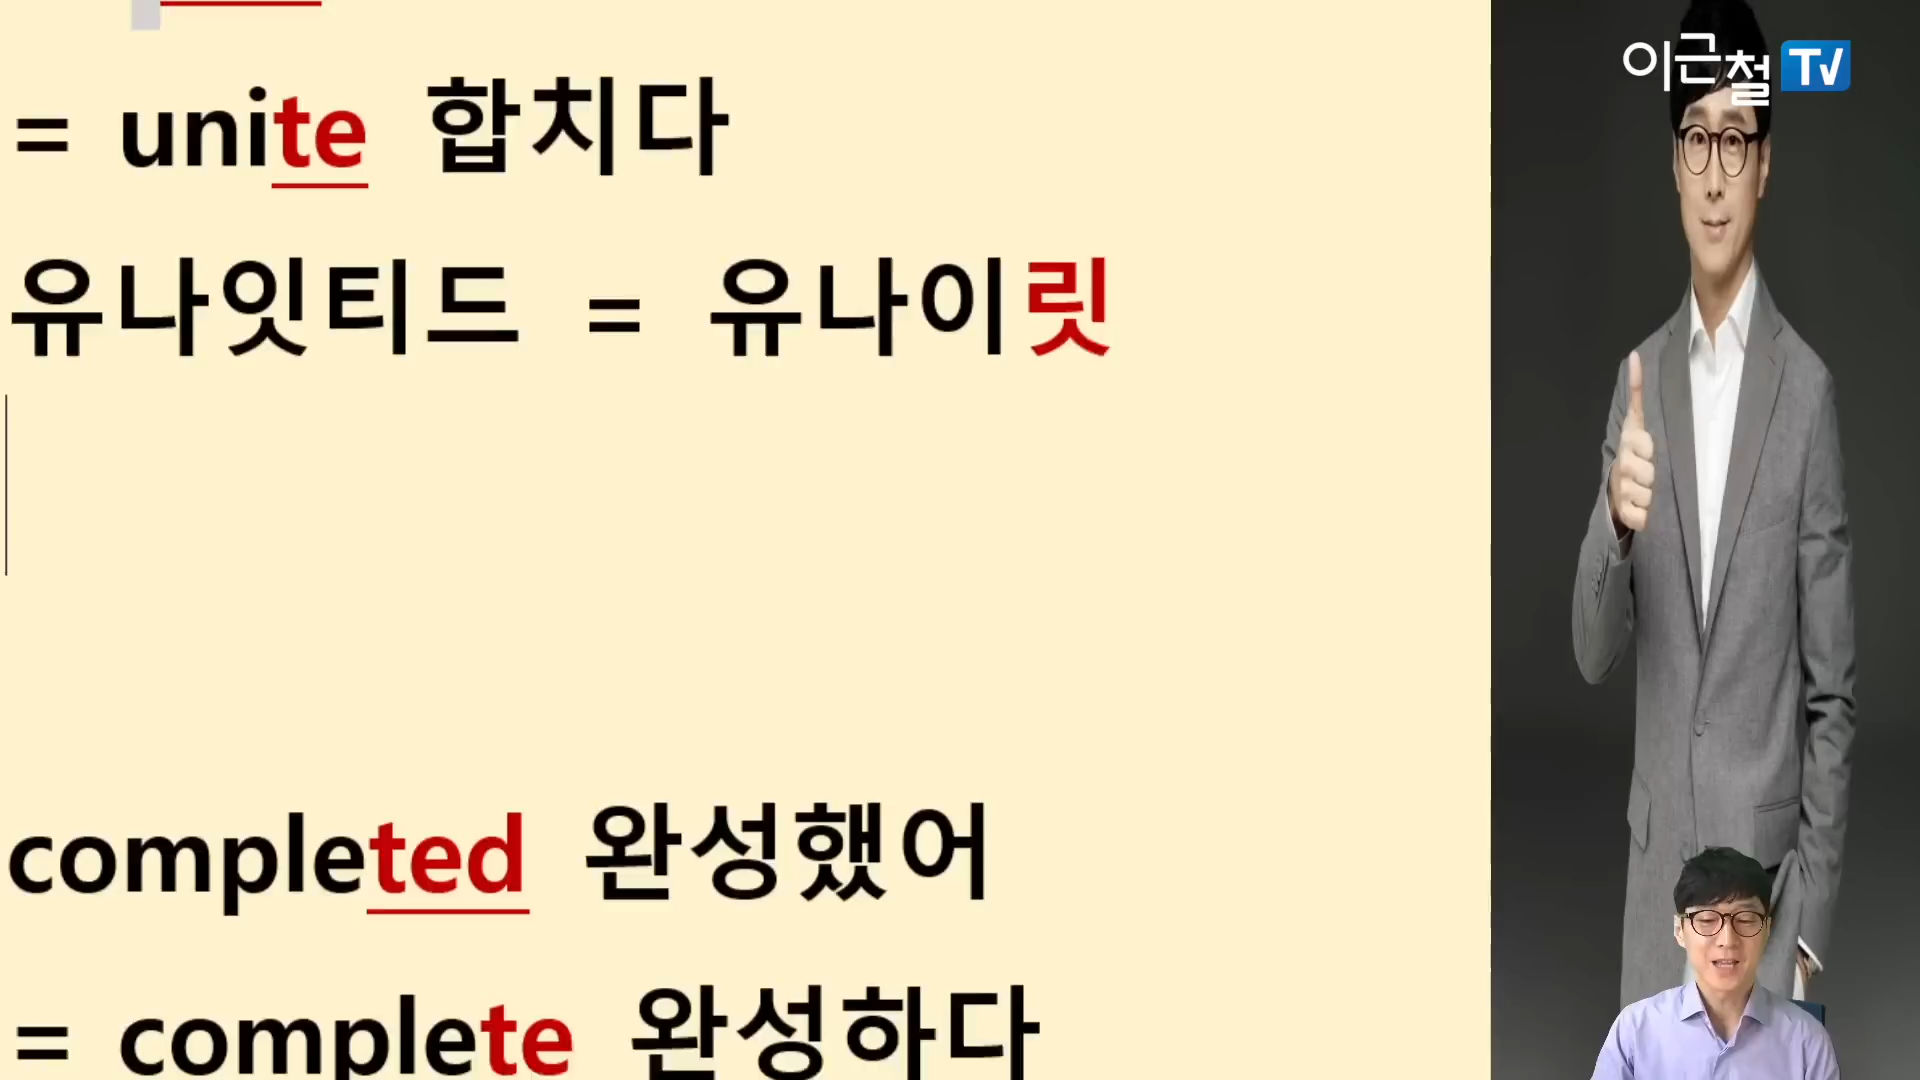 이근철 TV
= unite 합치다
유나잇티드 = 유나이릿
completed 완성했어
= complete 완성하다